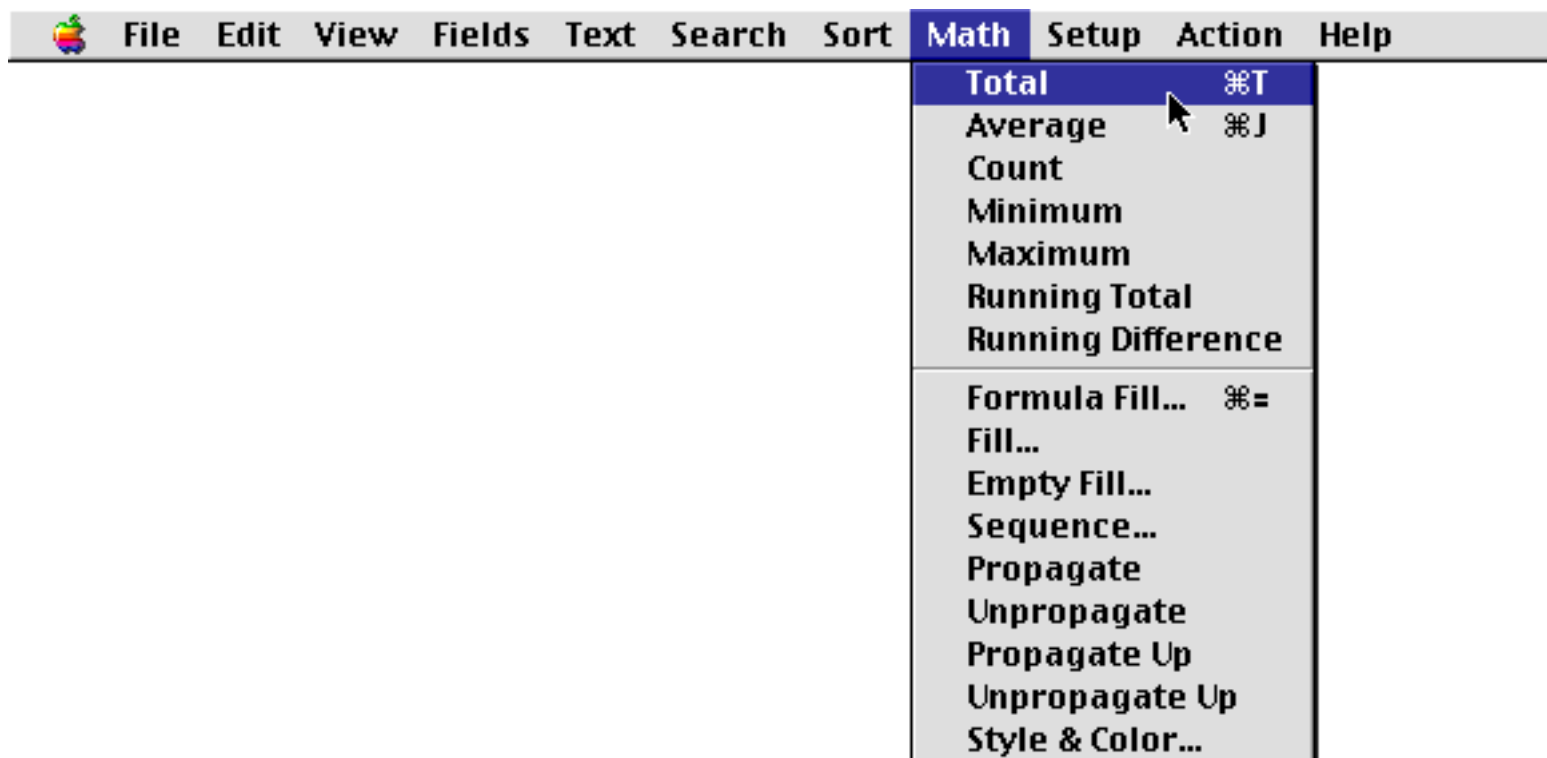 File Edit View Fields Text Search Sort Math Setup Action Help
Total ⌘T
Average ⌘J
Count
Minimum
Maximum
Running Total
Running Difference
Formula Fill... ⌘=
Fill...
Empty Fill...
Sequence...
Propagate
Unpropagate
Propagate Up
Unpropagate Up
Style & Color...